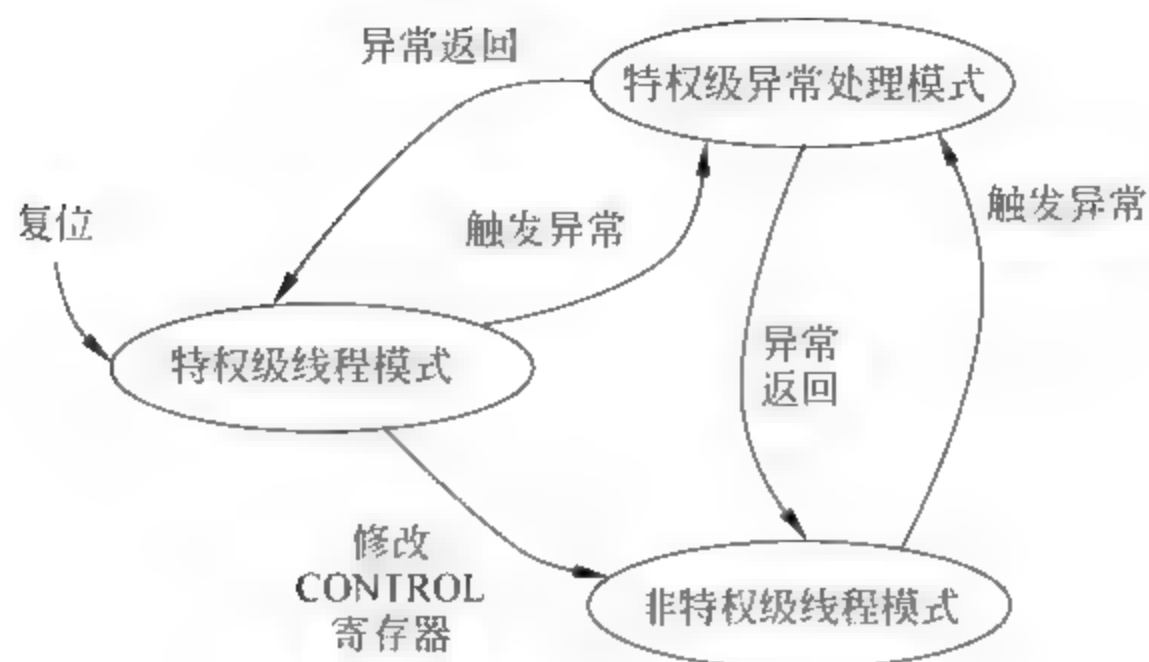 异常返回
特权级异常处理模式
复位
触发异常
触发异常
特权级线程模式
异常
返回
修改
CONTROL
寄存器
非特权级线程模式